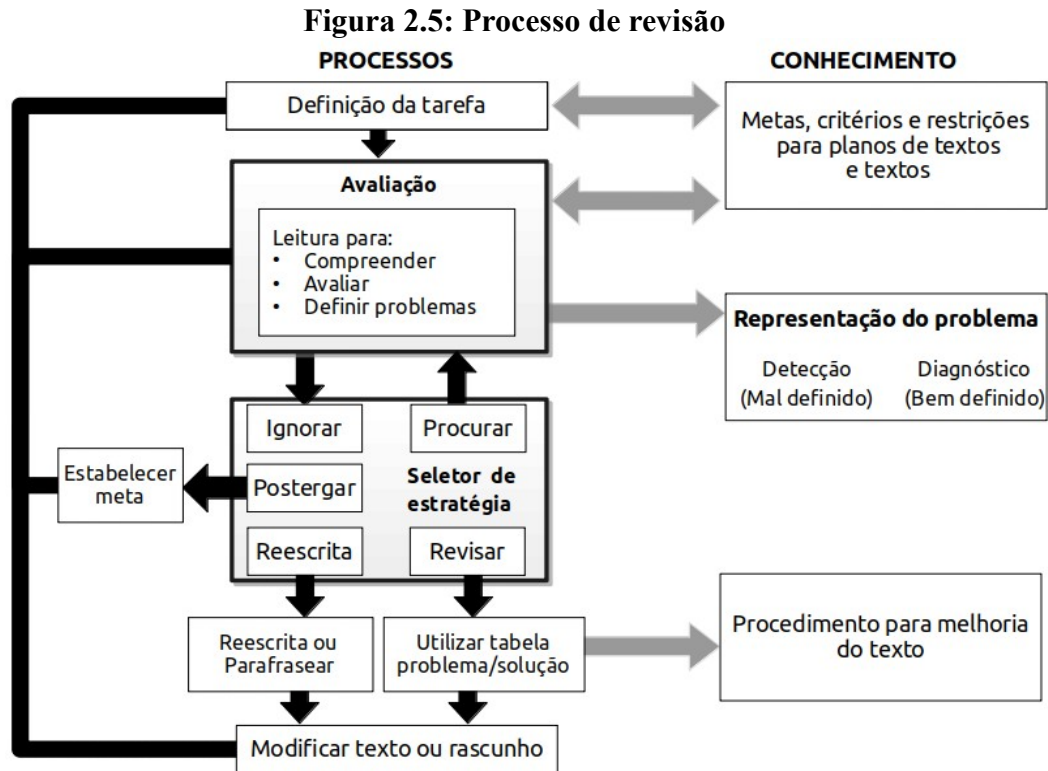 Figura 2.5: Processo de revisão
PROCESSOS
CONHECIMENTO
Definição da tarefa
Metas, critérios e restrições
para planos de textos
e textos
Avaliação
Leitura para:
• Compreender
• Avaliar
• Definir problemas
Representação do problema
Detecção
(Mal definido)
Diagnóstico
(Bem definido)
Ignorar
Procurar
Estabelecer
meta
Postergar
Seletor de
estratégia
Reescrita
Revisar
Reescrita ou
Parafrasear
Utilizar tabela
problema/solução
Procedimento para melhoria
do texto
Modificar texto ou rascunho